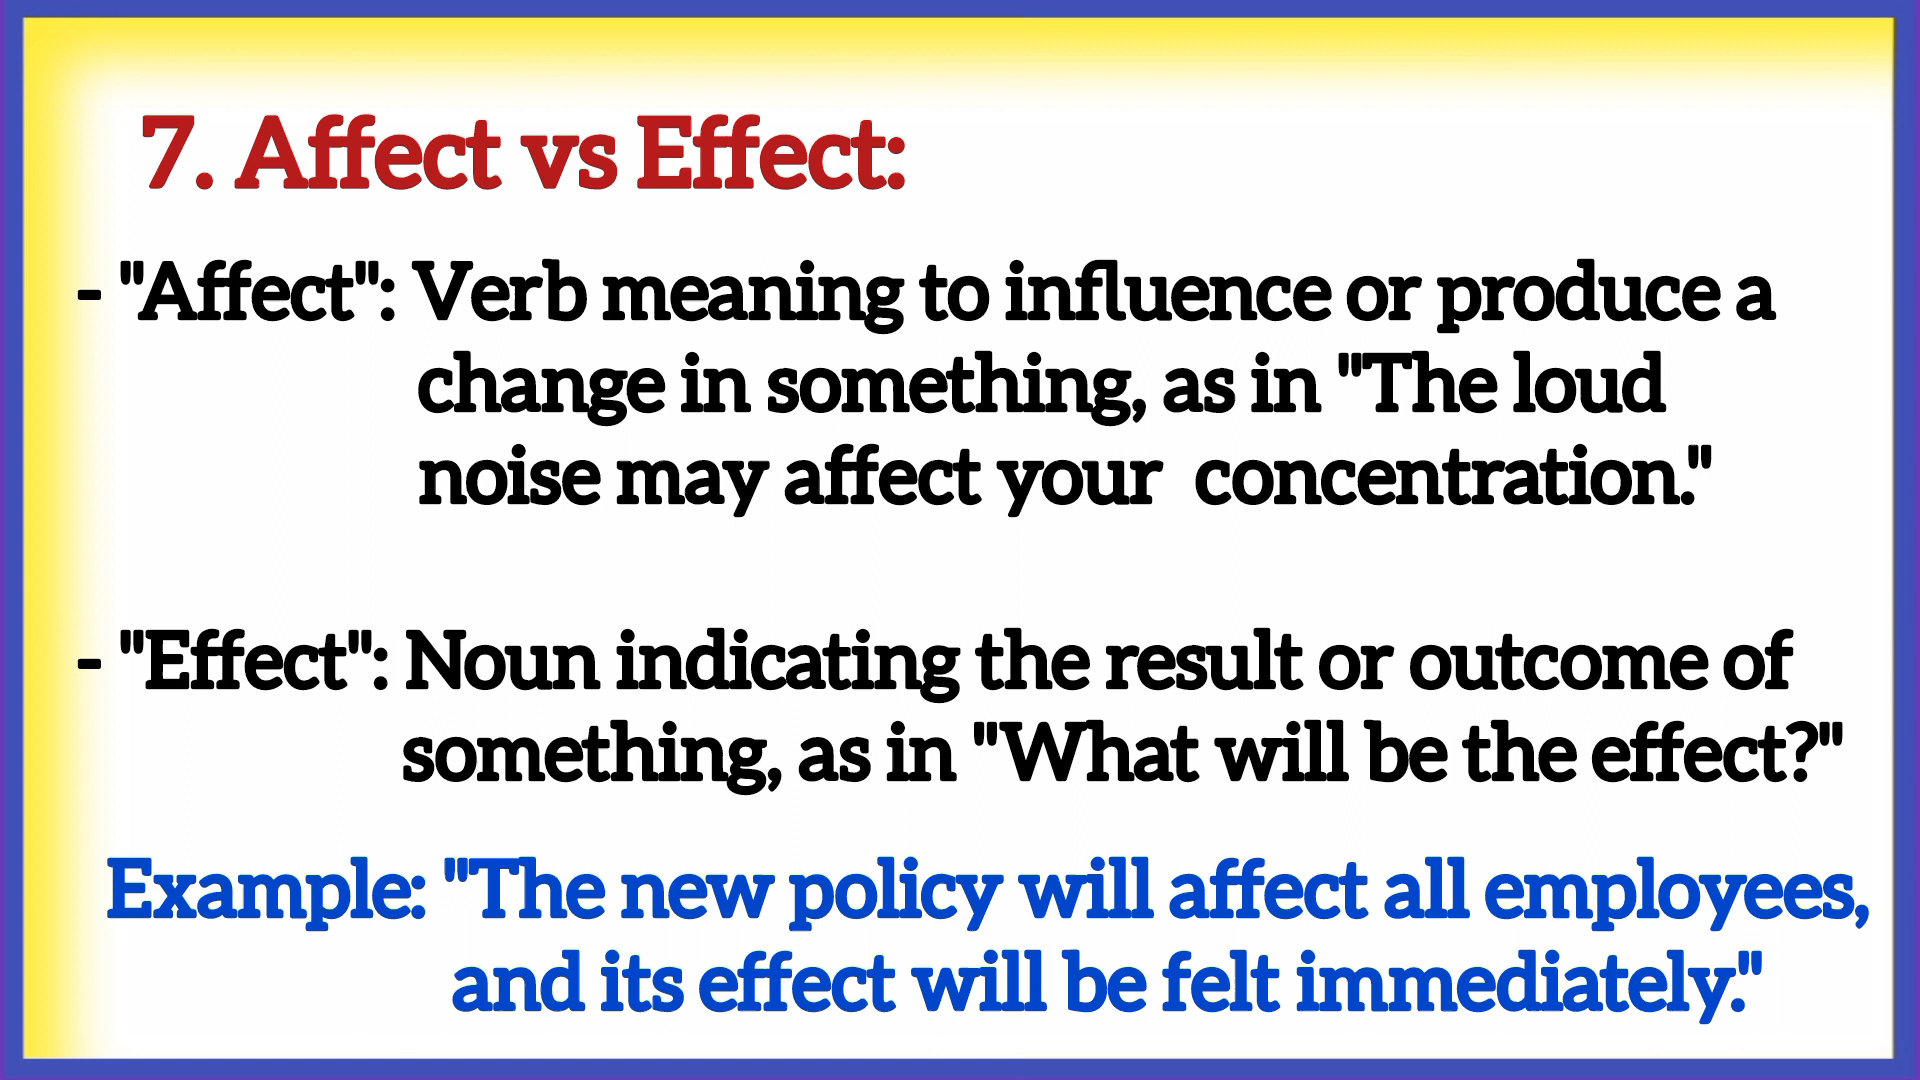 7. Affect vs Effect:
- "Affect": Verb meaning to influence or produce a
change in something, as in "The loud
noise may affect your  concentration."
- "Effect": Noun indicating the result or outcome of
something, as in "What will be the effect?"
Example: "The new policy will affect all employees,
and its effect will be felt immediately."